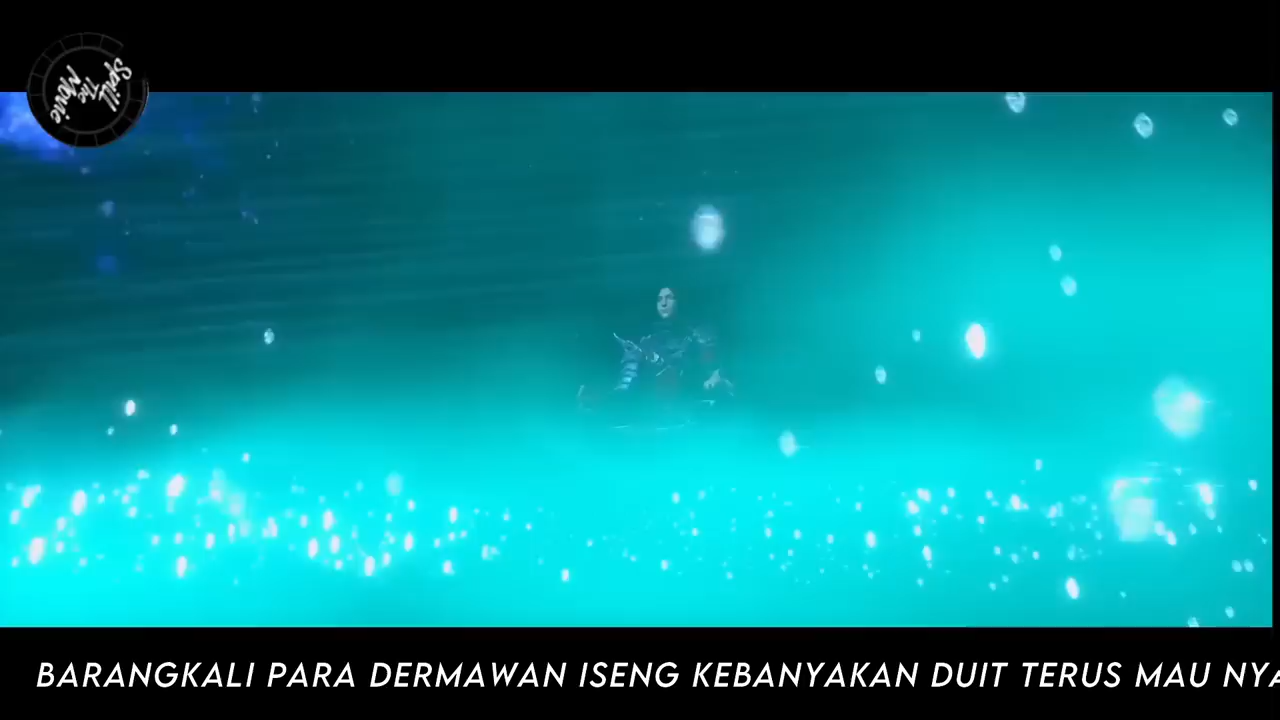 Spill
The
Movie
BARANGKALI PARA DERMAWAN ISENG KEBANYAKAN DUIT TERUS MAU NYA